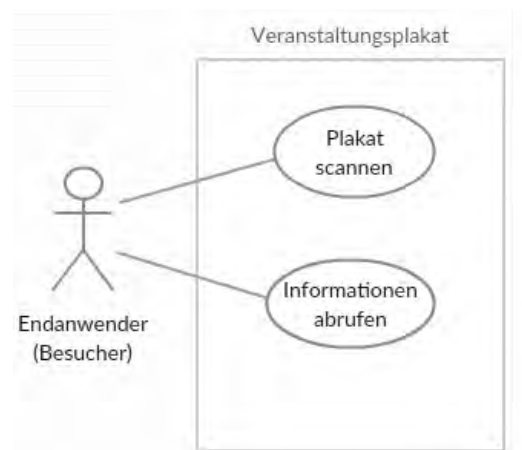 Veranstaltungsplakat
Plakat
scannen
Informationen
abrufen
Endanwender
(Besucher)